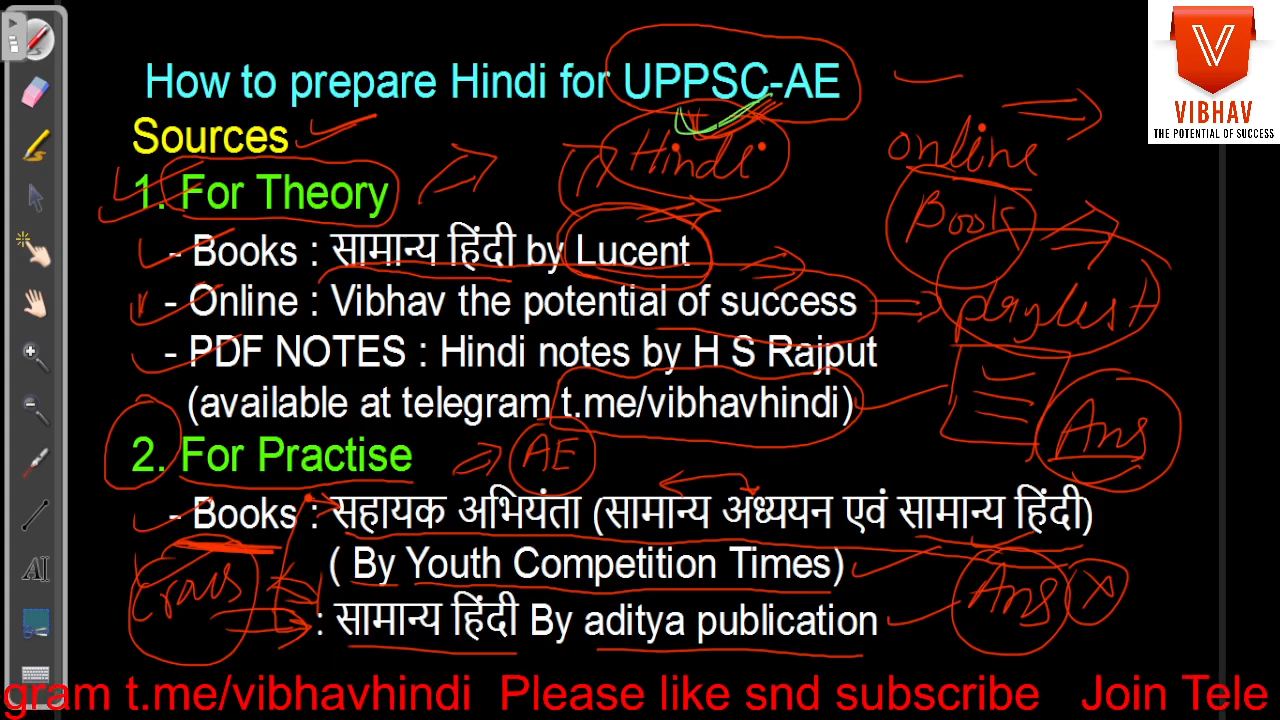 How to prepare Hindi for UPPSC-AE
VIBHAV
THE POTENTIAL OF SUCCESS
Sources
Hindi
online
1. For Theory
Book
- Books : सामान्य हिंदी by Lucent
- Online : Vibhav the potential of success
playlist
- PDF NOTES : Hindi notes by H S Rajput
(available at telegram t.me/vibhavhindi)
Ans
2. For Practise
AE
- Books : सहायक अभियंता (सामान्य अध्ययन एवं सामान्य हिंदी)
( By Youth Competition Times)
Ans
: सामान्य हिंदी By aditya publication
gram t.me/vibhavhindi Please like snd subscribe Join Tele